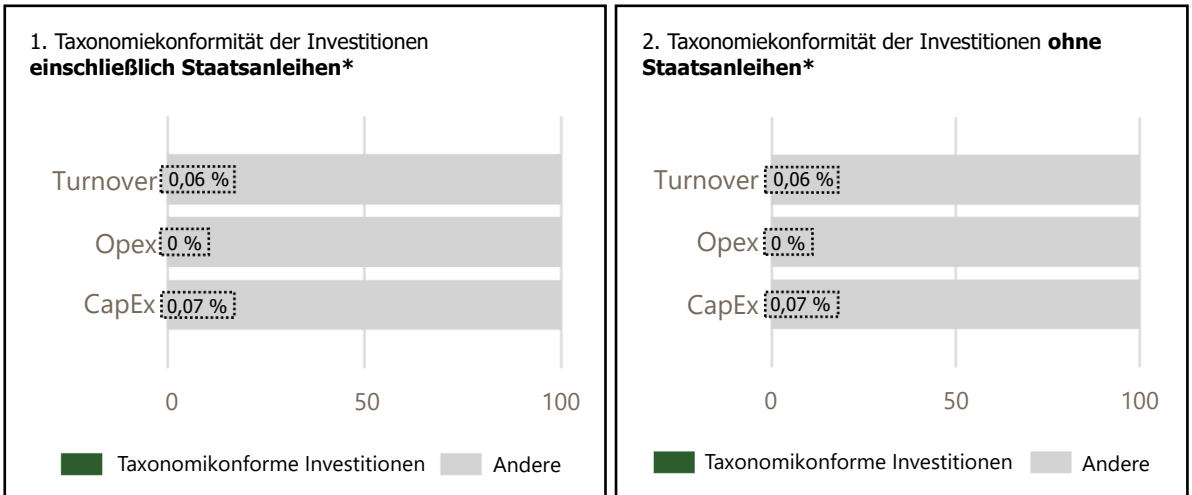 1. Taxonomiekonformität der Investitionen
einschließlich Staatsanleihen*
Turnover 0,06 %
Opex 0 %
CapEx 0,07 %
0 50 100
Taxonomikonforme Investitionen Andere
2. Taxonomiekonformität der Investitionen ohne
Staatsanleihen*
Turnover 0,06 %
Opex 0 %
CapEx 0,07 %
0 50 100
Taxonomikonforme Investitionen Andere